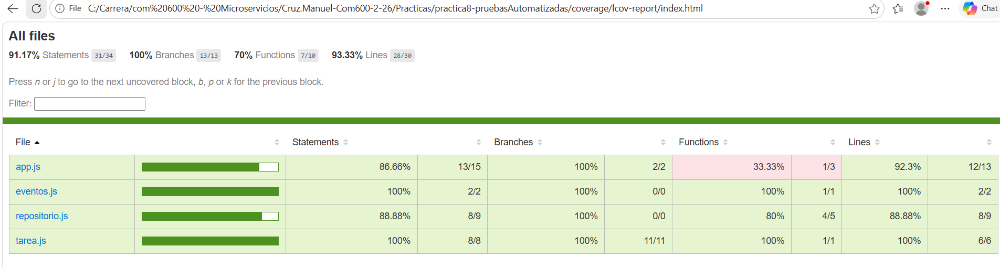 File C:/Carrera/com%20600%20-%20Microservicios/Cruz.Manuel-Com600-2-26/Practicas/practica8-pruebasAutomatizadas/coverage/lcov-report/index.html Chat
All files
91.17% Statements 31/34 100% Branches 13/13 70% Functions 7/10 93.33% Lines 28/30
Press n or j to go to the next uncovered block, b, p or k for the previous block.
Filter:
File Statements Branches Functions Lines
app.js 86.66% 13/15 100% 2/2 33.33% 1/3 92.3% 12/13
eventos.js 100% 2/2 100% 0/0 100% 1/1 100% 2/2
repositorio.js 88.88% 8/9 100% 0/0 80% 4/5 88.88% 8/9
tarea.js 100% 8/8 100% 11/11 100% 1/1 100% 6/6